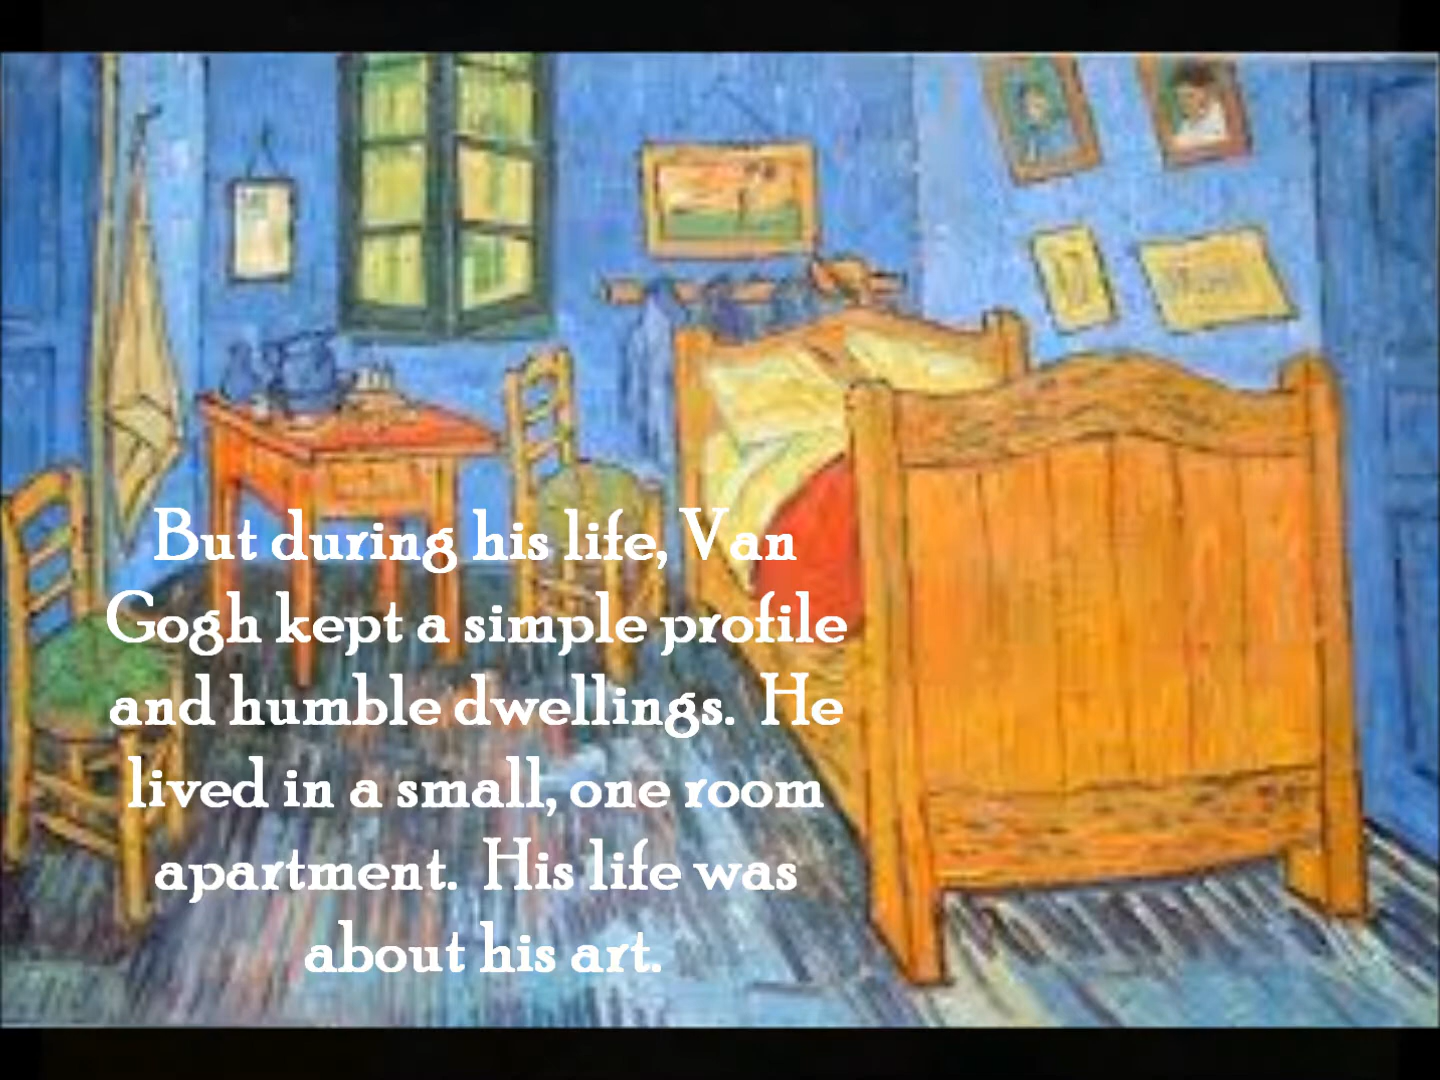 But during his life, Van
Gogh kept a simple profile
and humble dwellings.  He
lived in a small, one room
apartment.  His life was
about his art.